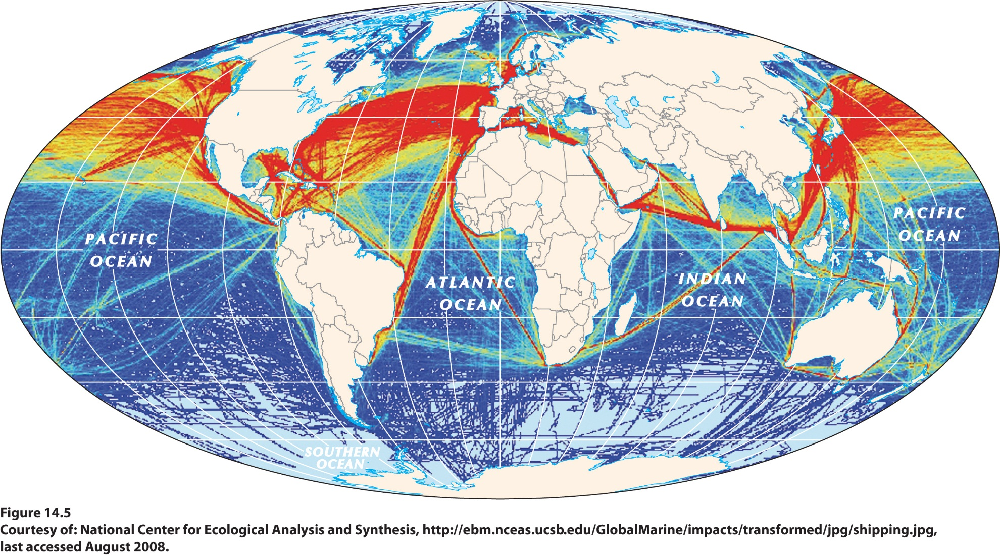 PACIFIC
OCEAN
ATLANTIC
OCEAN
INDIAN
OCEAN
PACIFIC
OCEAN
SOUTHERN
OCEAN
Figure 14.5
Courtesy of: National Center for Ecological Analysis and Synthesis, http://ebm.nceas.ucsb.edu/GlobalMarine/impacts/transformed/jpg/shipping.jpg,
last accessed August 2008.